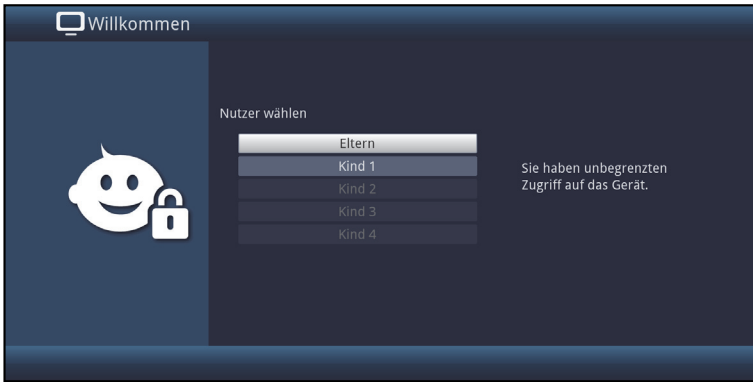 Willkommen
Nutzer wählen
Eltern
Kind 1
Kind 2
Kind 3
Kind 4
Sie haben unbegrenzten
Zugriff auf das Gerät.